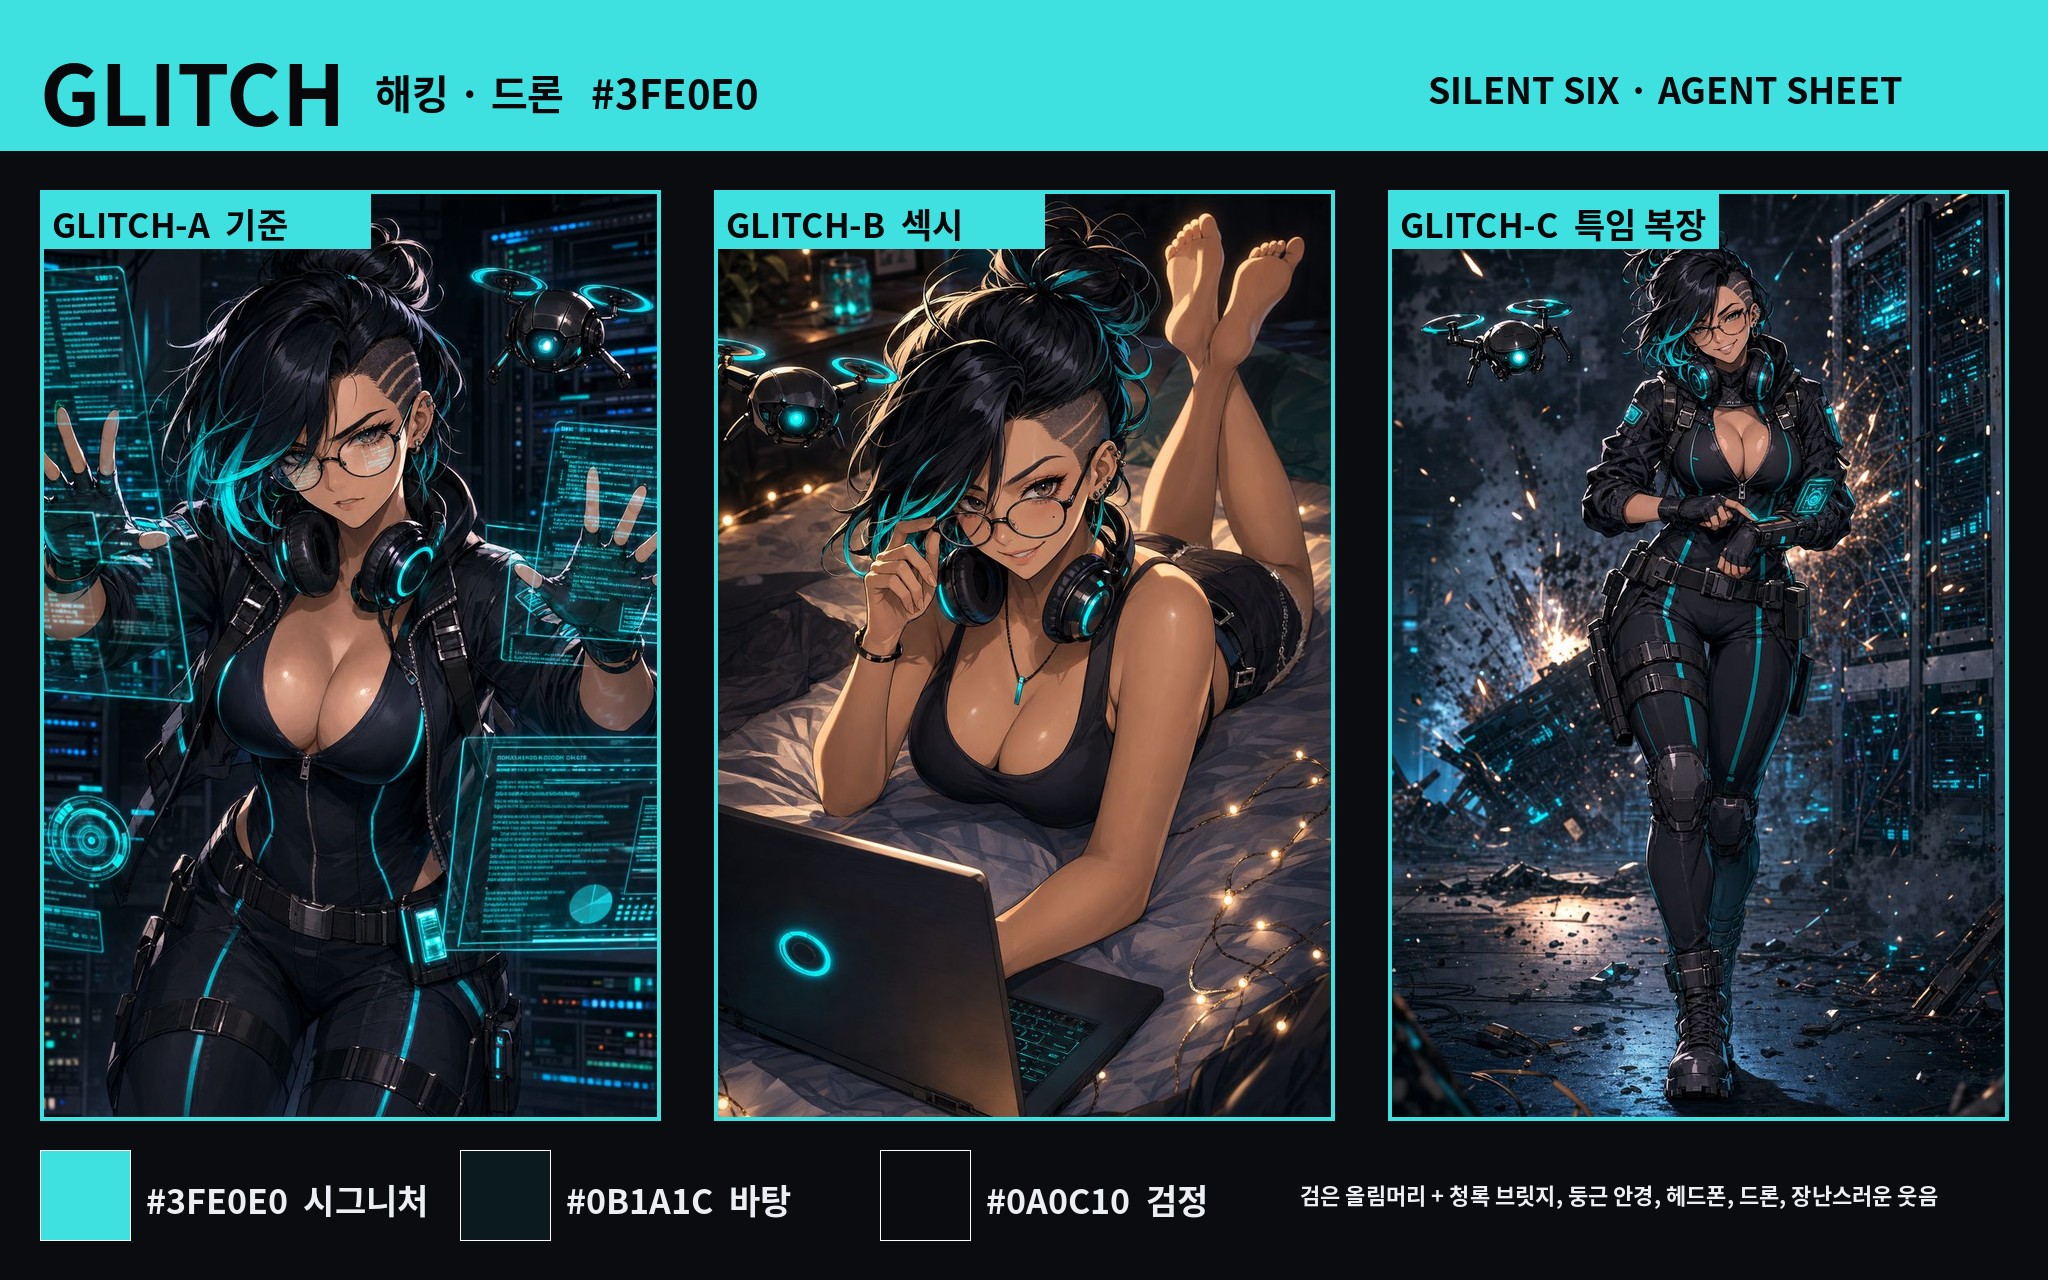 GLITCH 해킹 · 드론 #3FE0E0
SILENT SIX · AGENT SHEET
GLITCH-A 기준
GLITCH-B 섹시
GLITCH-C 특임 복장
#3FE0E0 시그니처
#0B1A1C 바탕
#0A0C10 검정
검은 올림머리 + 청록 브릿지, 둥근 안경, 헤드폰, 드론, 장난스러운 웃음